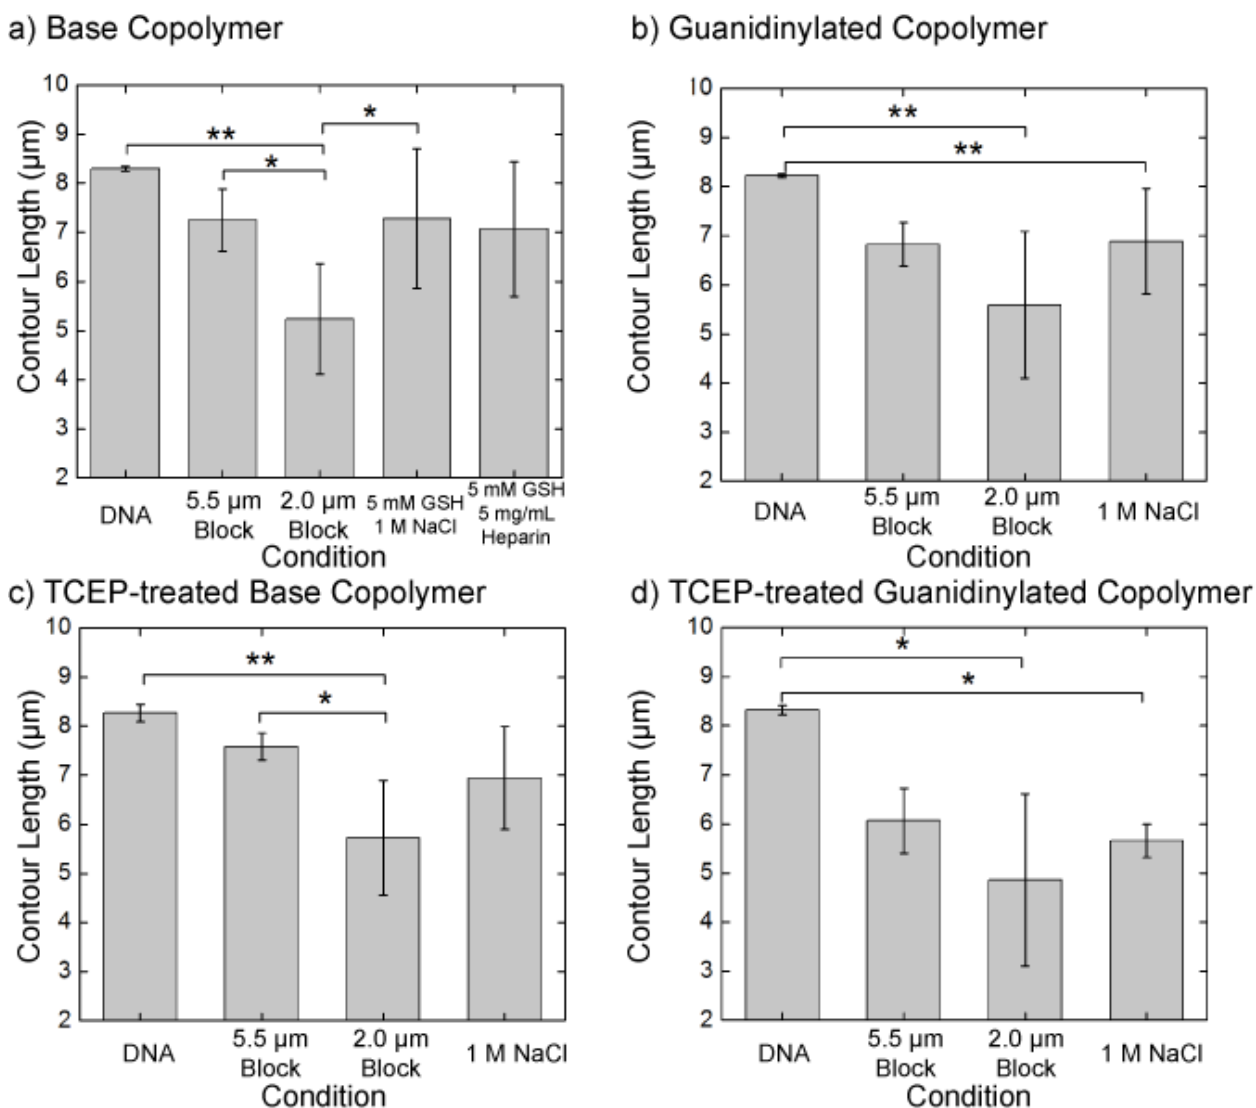 a) Base Copolymer
10
9
8
7
6
5
4
3
2
Contour Length (μm)
**
*
*
DNA
5.5 μm
Block
2.0 μm
Block
5 mM GSH
1 M NaCl
5 mM GSH
5 mg/mL
Heparin
Condition
b) Guanidinylated Copolymer
10
9
8
7
6
5
4
3
2
Contour Length (μm)
**
**
DNA
5.5 μm
Block
2.0 μm
Block
1 M NaCl
Condition
c) TCEP-treated Base Copolymer
10
9
8
7
6
5
4
3
2
Contour Length (μm)
**
*
DNA
5.5 μm
Block
2.0 μm
Block
1 M NaCl
Condition
d) TCEP-treated Guanidinylated Copolymer
10
9
8
7
6
5
4
3
2
Contour Length (μm)
*
*
DNA
5.5 μm
Block
2.0 μm
Block
1 M NaCl
Condition